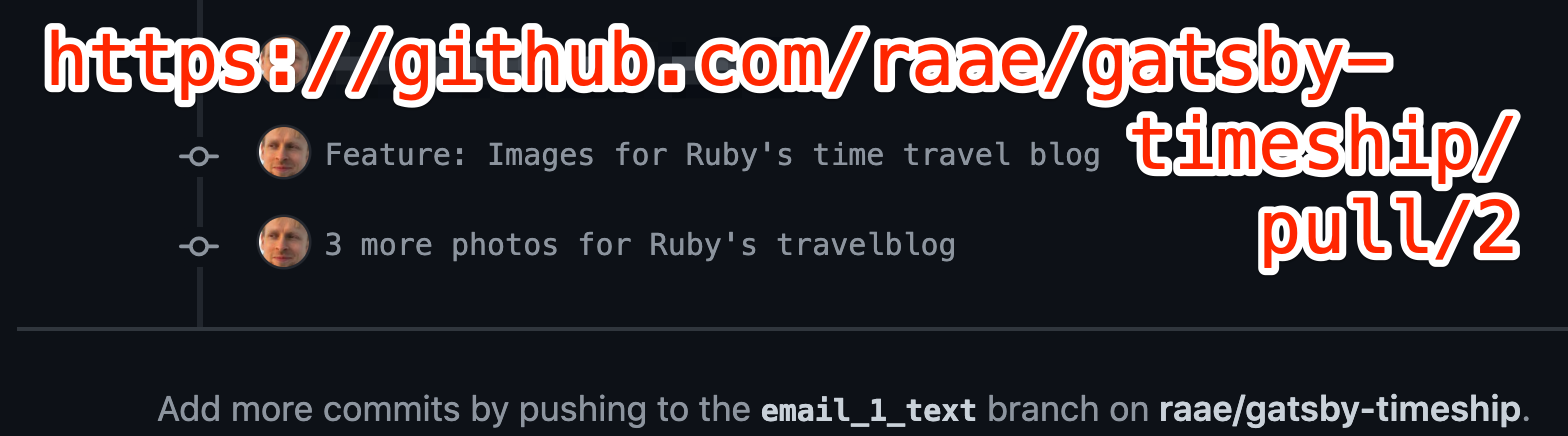 https://github.com/raae/gatsby-
timeship/
pull/2
Feature: Images for Ruby's time travel blog
3 more photos for Ruby's travelblog
Add more commits by pushing to the email_1_text branch on raae/gatsby-timeship.